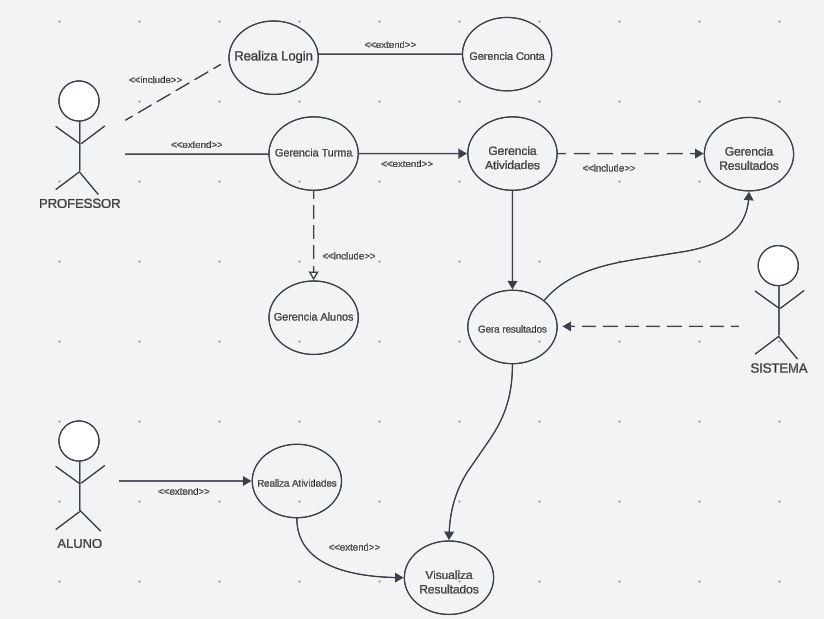 <<extend>>
Realiza Login
Gerencia Conta
<<include>>
<<extend>>
Gerencia Turma
<<extend>>
Gerencia
Atividades
<<include>>
Gerencia
Resultados
PROFESSOR
<<include>>
Gerencia Alunos
Gera resultados
SISTEMA
Realiza Atividades
<<extend>>
ALUNO
<<extend>>
Visualiza
Resultados